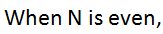 When N is even,